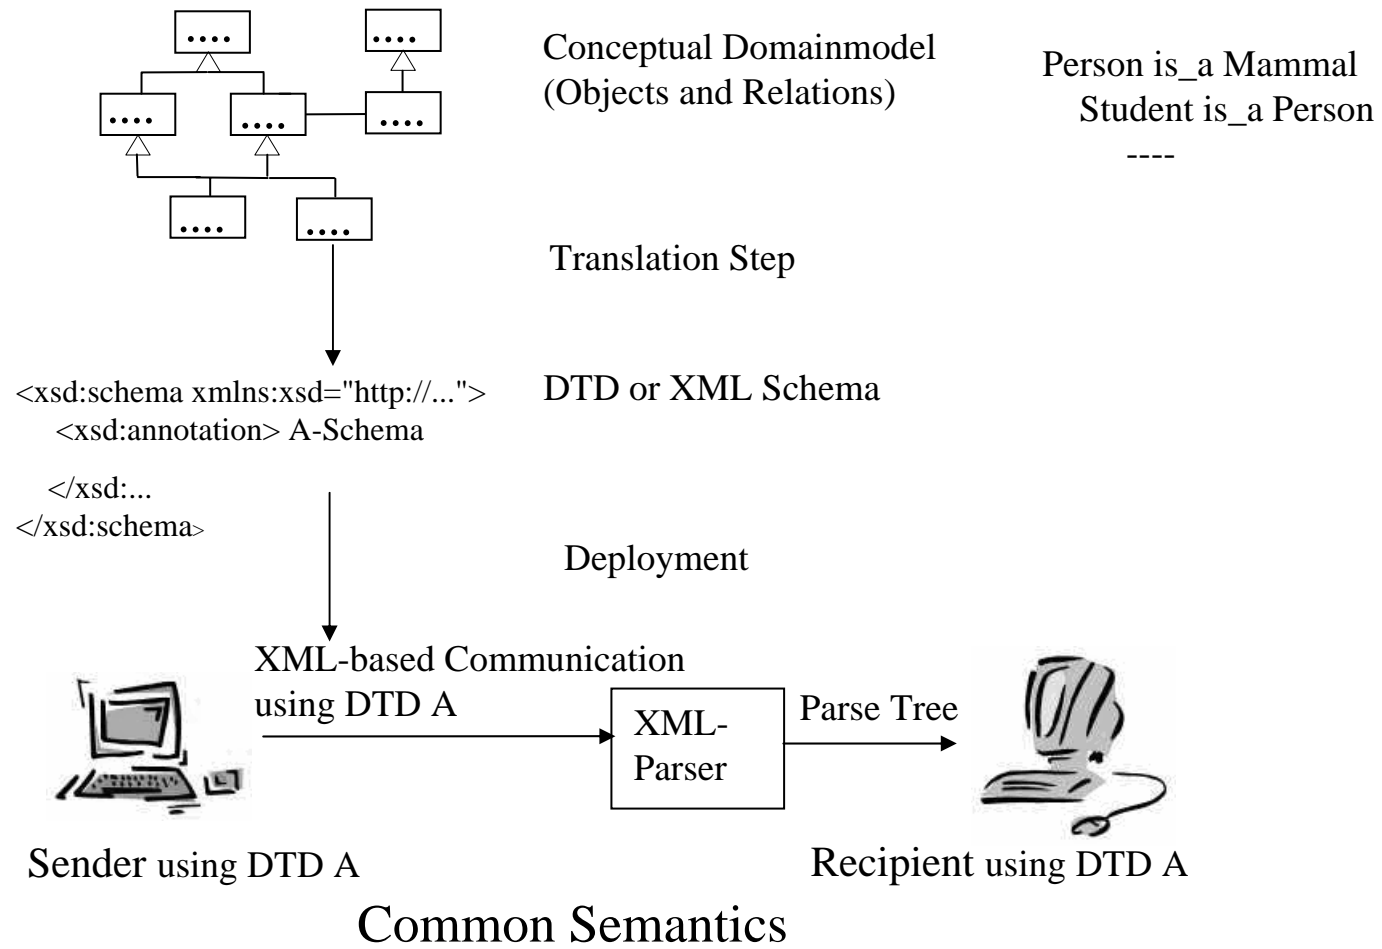 ....
....
Conceptual Domainmodel
(Objects and Relations)
Person is_a Mammal
Student is_a Person
----
....
....
....
....
....
Translation Step
<xsd:schema xmlns:xsd="http://...">
<xsd:annotation> A-Schema
</xsd:...
</xsd:schema>
DTD or XML Schema
Deployment
XML-based Communication
using DTD A
XML-
Parser
Parse Tree
Sender using DTD A
Recipient using DTD A
Common Semantics